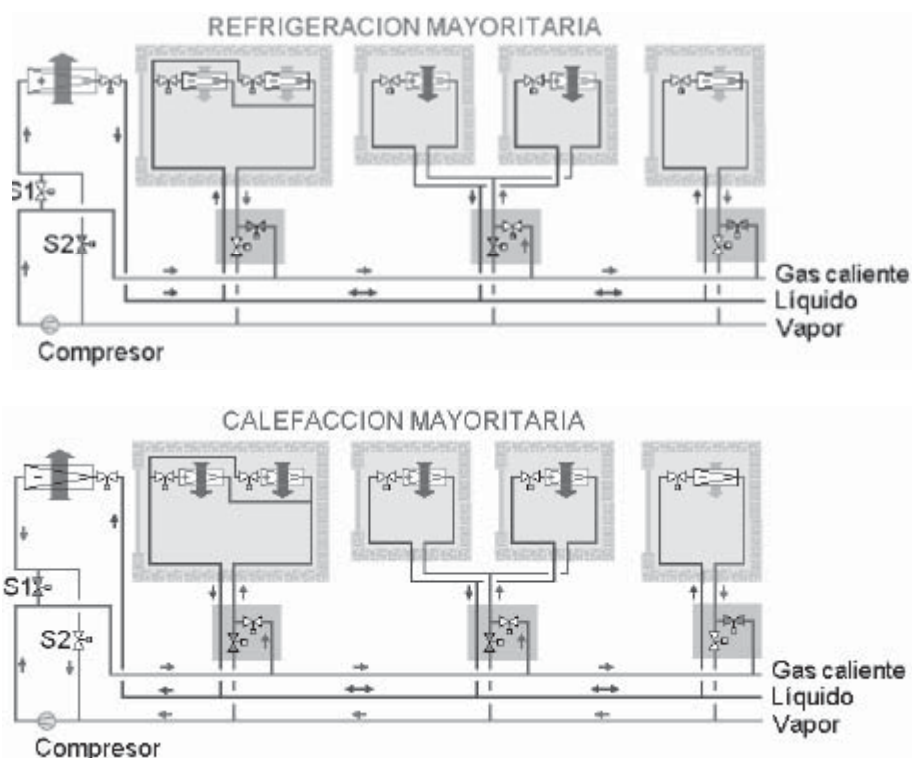 REFRIGERACION MAYORITARIA
S1
S2
Gas caliente
Líquido
Vapor
Compresor
CALEFACCION MAYORITARIA
S1
S2
Gas caliente
Líquido
Vapor
Compresor